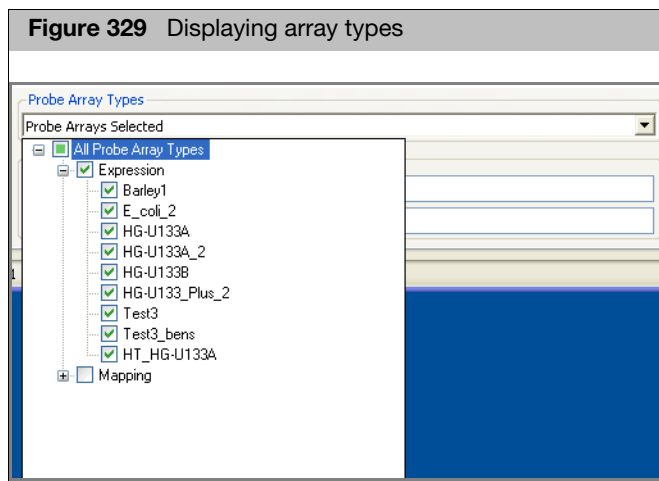 Figure 329 Displaying array types
Probe Array Types
Probe Arrays Selected
All Probe Array Types
Expression
Barley1
E_coli_2
HG-U133A
HG-U133A_2
HG-U133B
HG-U133_Plus_2
Test3
Test3_bens
HT_HG-U133A
Mapping